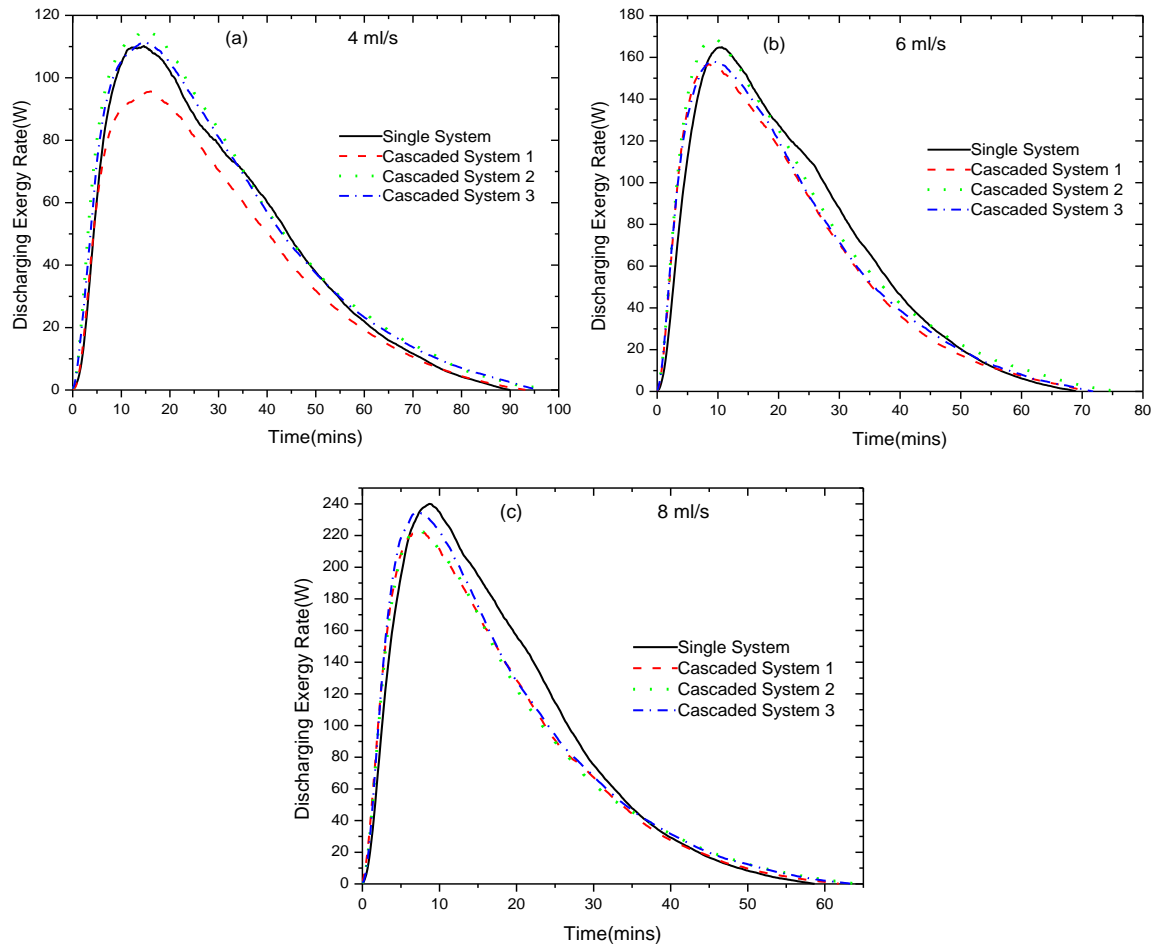 (a) 4 ml/s
120
100
80
60
40
20
0
Discharging Exergy Rate(W)
Single System
Cascaded System 1
Cascaded System 2
Cascaded System 3
0 10 20 30 40 50 60 70 80 90 100
Time(mins)
(b) 6 ml/s
180
160
140
120
100
80
60
40
20
0
Discharging Exergy Rate(W)
Single System
Cascaded System 1
Cascaded System 2
Cascaded System 3
0 10 20 30 40 50 60 70 80
Time(mins)
(c) 8 ml/s
240
220
200
180
160
140
120
100
80
60
40
20
0
Discharging Exergy Rate(W)
Single System
Cascaded System 1
Cascaded System 2
Cascaded System 3
0 10 20 30 40 50 60
Time(mins)